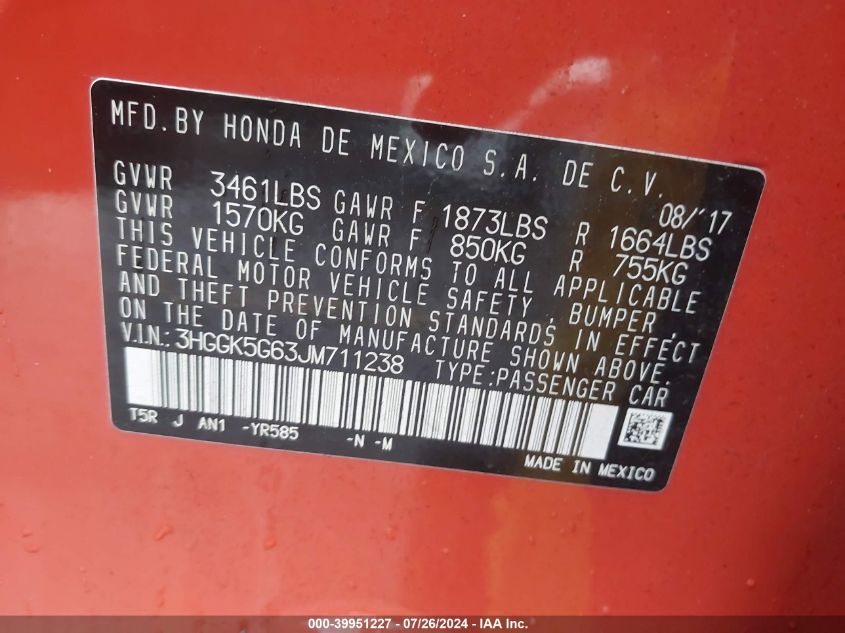 MFD.BY HONDA DE MEXICO S.A. DE C.V.
08/'17
GVWR 3461LBS GAWR F 1873LBS R 1664LBS
GVWR 1570KG GAWR F 850KG R 755KG
THIS VEHICLE CONFORMS TO ALL APPLICABLE
FEDERAL MOTOR VEHICLE SAFETY, BUMPER,
AND THEFT PREVENTION STANDARDS IN EFFECT
ON THE DATE OF MANUFACTURE SHOWN ABOVE.
V.I.N.: 3HGGK5G63JM711238 TYPE:PASSENGER CAR
T5R J AN1 -YR585 -N -M
MADE IN MEXICO
000-39951227 - 07/26/2024 - IAA Inc.